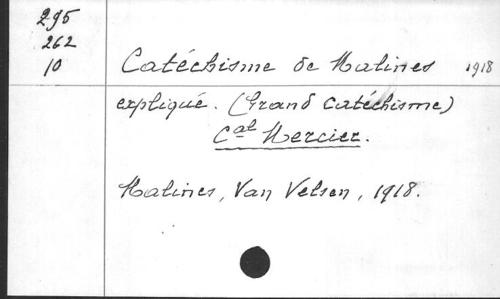 295
262
10
Catéchisme de Malines 1918
expliqué. (Grand Catéchisme)
Cal Mercier.
Malines, Van Velsen, 1918.